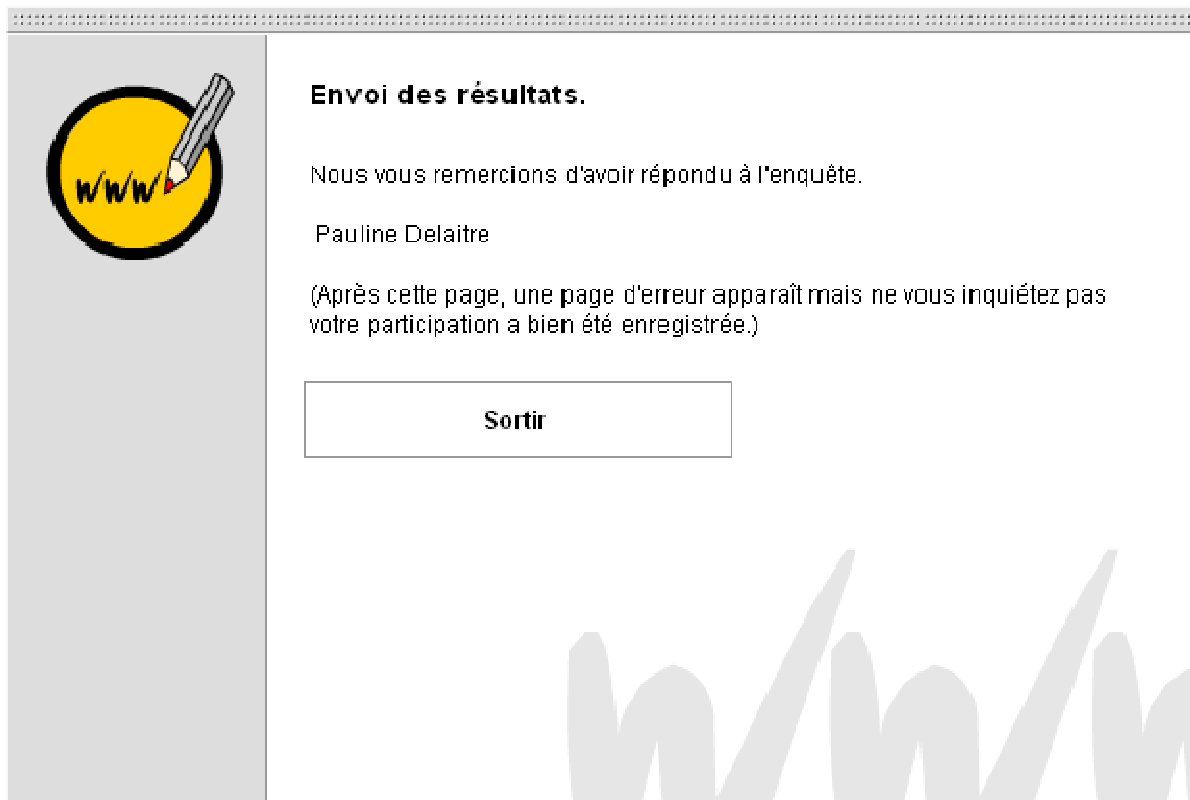 www
Envoi des résultats.
Nous vous remercions d'avoir répondu à l'enquête.
Pauline Delaitre
(Après cette page, une page d'erreur apparaît mais ne vous inquiétez pas
votre participation a bien été enregistrée.)
Sortir
www